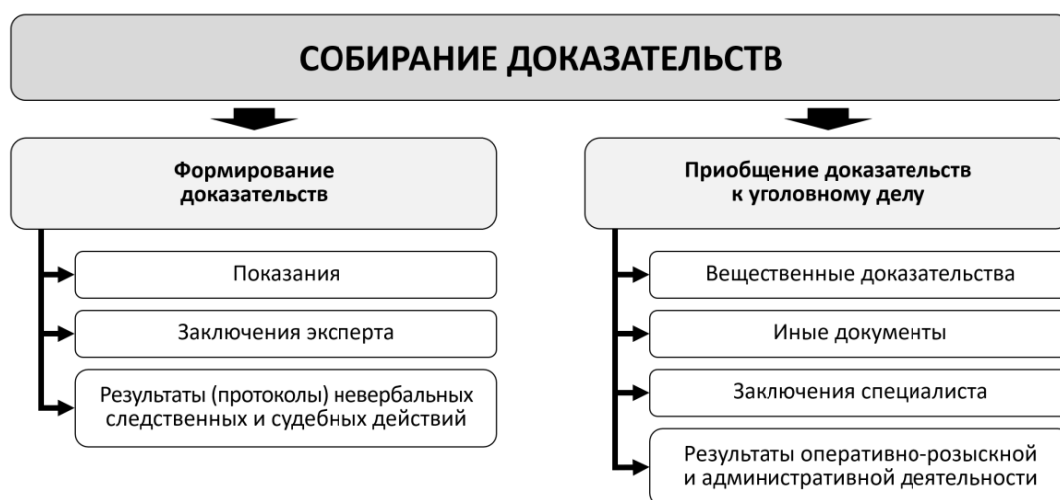 СОБИРАНИЕ ДОКАЗАТЕЛЬСТВ
Формирование
доказательств
Показания
Заключения эксперта
Результаты (протоколы) невербальных
следственных и судебных действий
Приобщение доказательств
к уголовному делу
Вещественные доказательства
Иные документы
Заключения специалиста
Результаты оперативно-розыскной
и административной деятельности